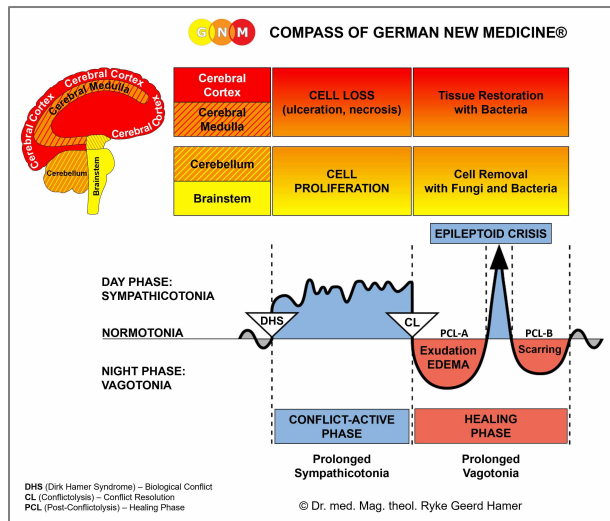 GNM COMPASS OF GERMAN NEW MEDICINE®
Cerebral Cortex
Cerebral Cortex
Cerebral Medulla
Cerebral Cortex
Cerebellum
Brainstem
Cerebral
Cortex
Cerebral
Medulla
CELL LOSS
(ulceration, necrosis)
Tissue Restoration
with Bacteria
Cerebellum
Brainstem
CELL
PROLIFERATION
Cell Removal
with Fungi and Bacteria
EPILEPTOID CRISIS
DAY PHASE:
SYMPATHICOTONIA
DHS
CL
NORMOTONIA
PCL-A
PCL-B
Exudation
EDEMA
Scarring
NIGHT PHASE:
VAGOTONIA
CONFLICT-ACTIVE
PHASE
HEALING
PHASE
Prolonged
Sympathicotonia
Prolonged
Vagotonia
DHS (Dirk Hamer Syndrome) – Biological Conflict
CL (Conflictolysis) – Conflict Resolution
PCL (Post-Conflictolysis) – Healing Phase
© Dr. med. Mag. theol. Ryke Geerd Hamer